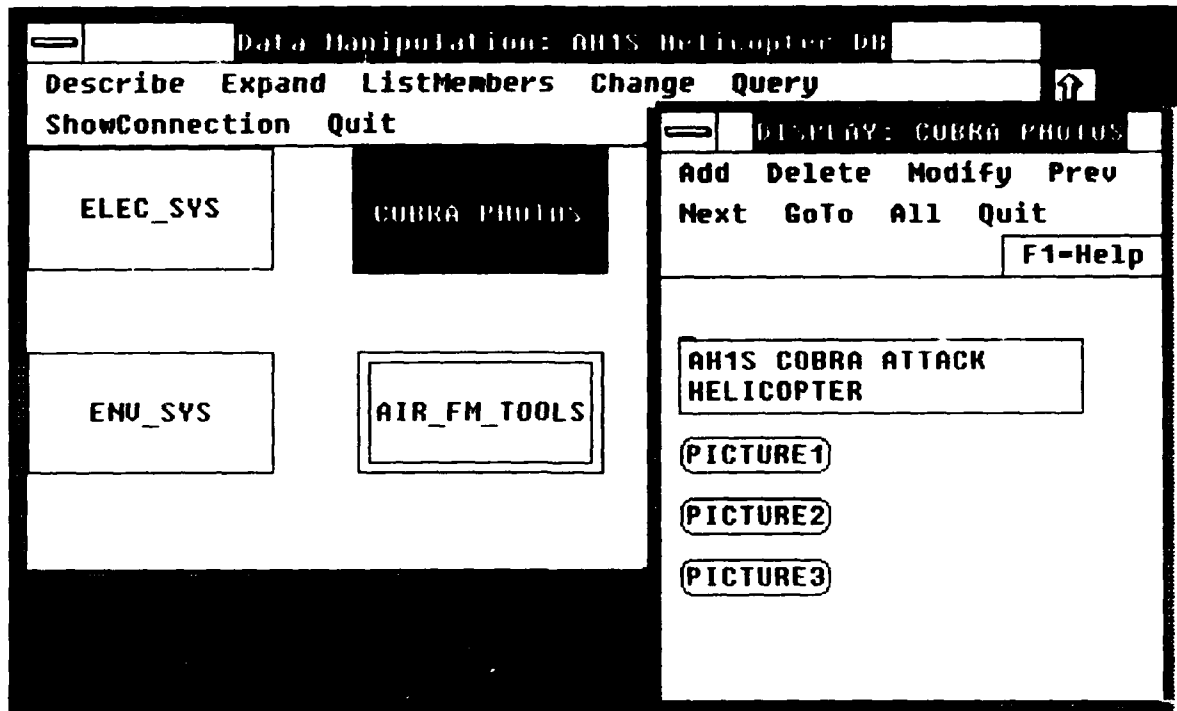 Data Manipulation: AH1S Helicopter DB
Describe Expand ListMembers Change Query
ShowConnection Quit
ELEC_SYS
COBRA PHOTOS
ENV_SYS
AIR_FM_TOOLS
DISPLAY: COBRA PHOTOS
Add Delete Modify Prev
Next GoTo All Quit
F1=Help
AH1S COBRA ATTACK
HELICOPTER
PICTURE1
PICTURE2
PICTURE3